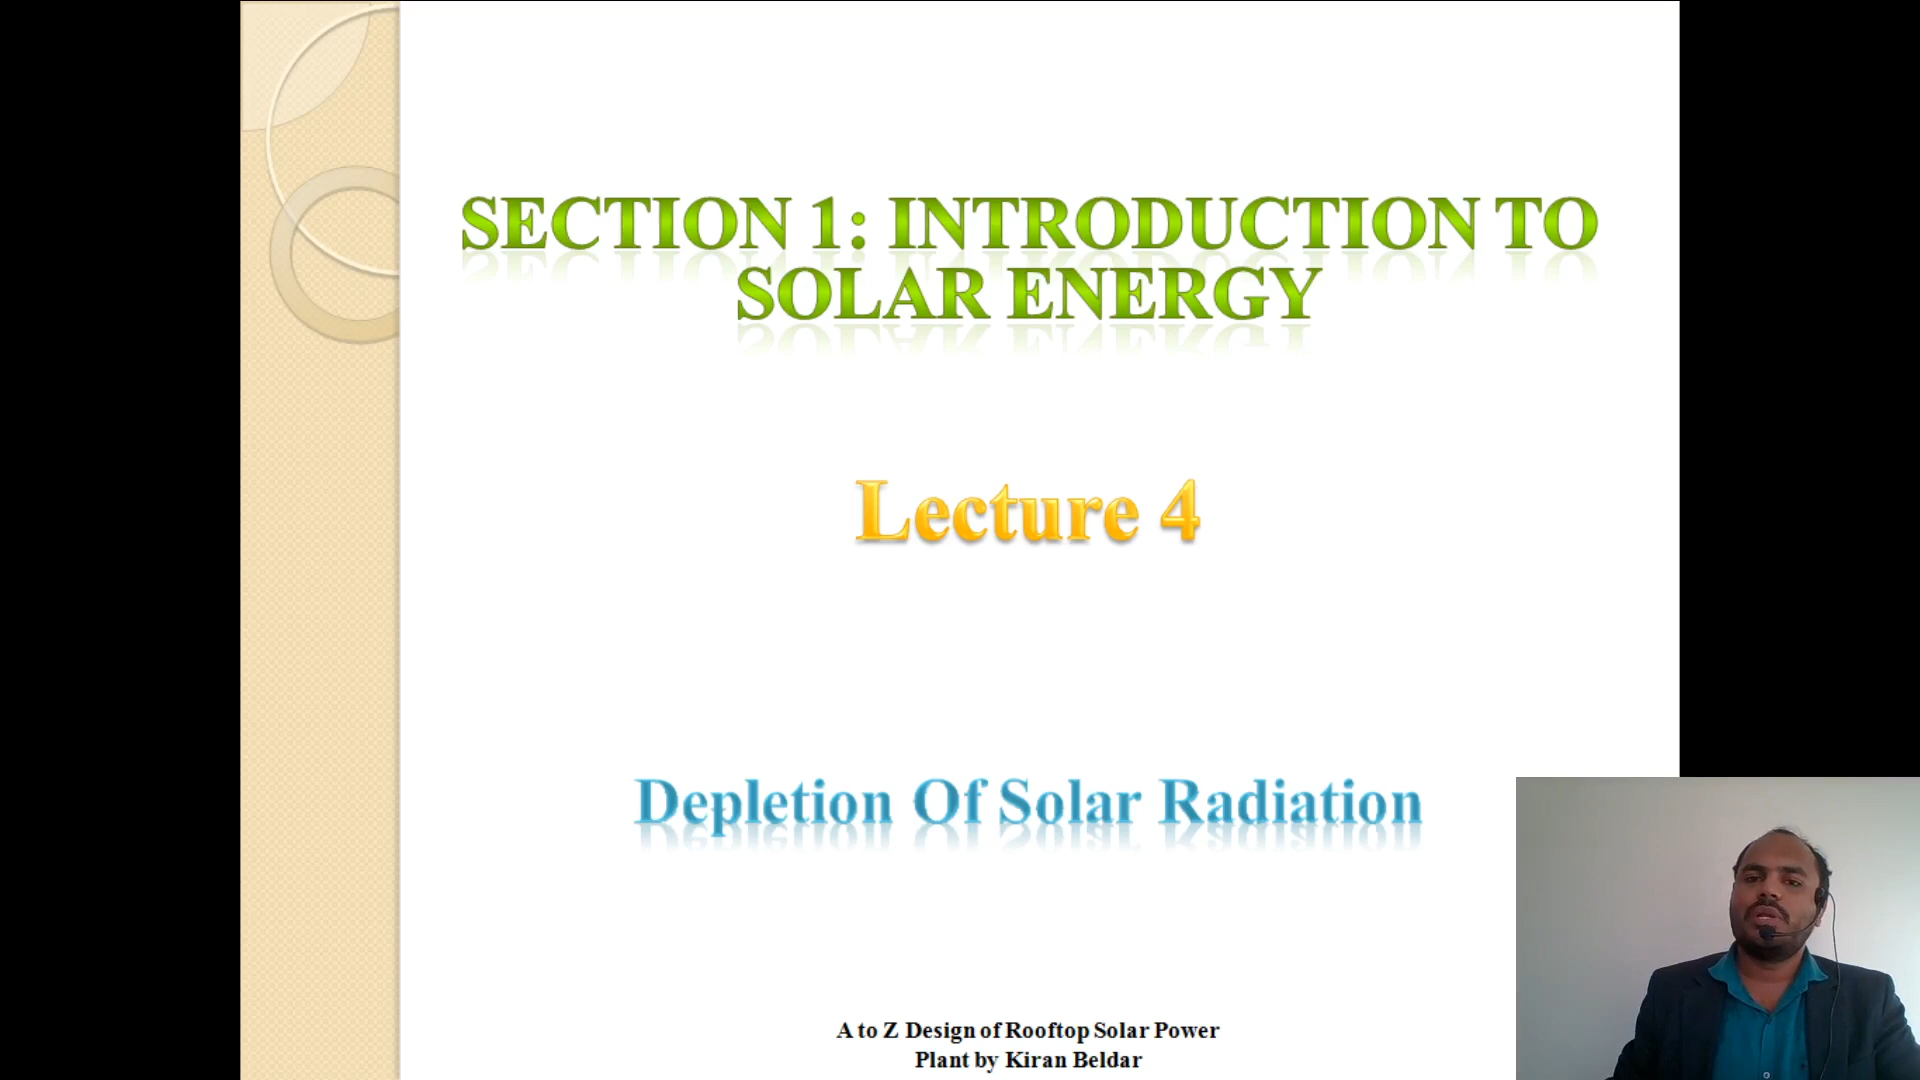 SECTION 1: INTRODUCTION TO
SOLAR ENERGY
Lecture 4
Depletion Of Solar Radiation
A to Z Design of Rooftop Solar Power
Plant by Kiran Beldar